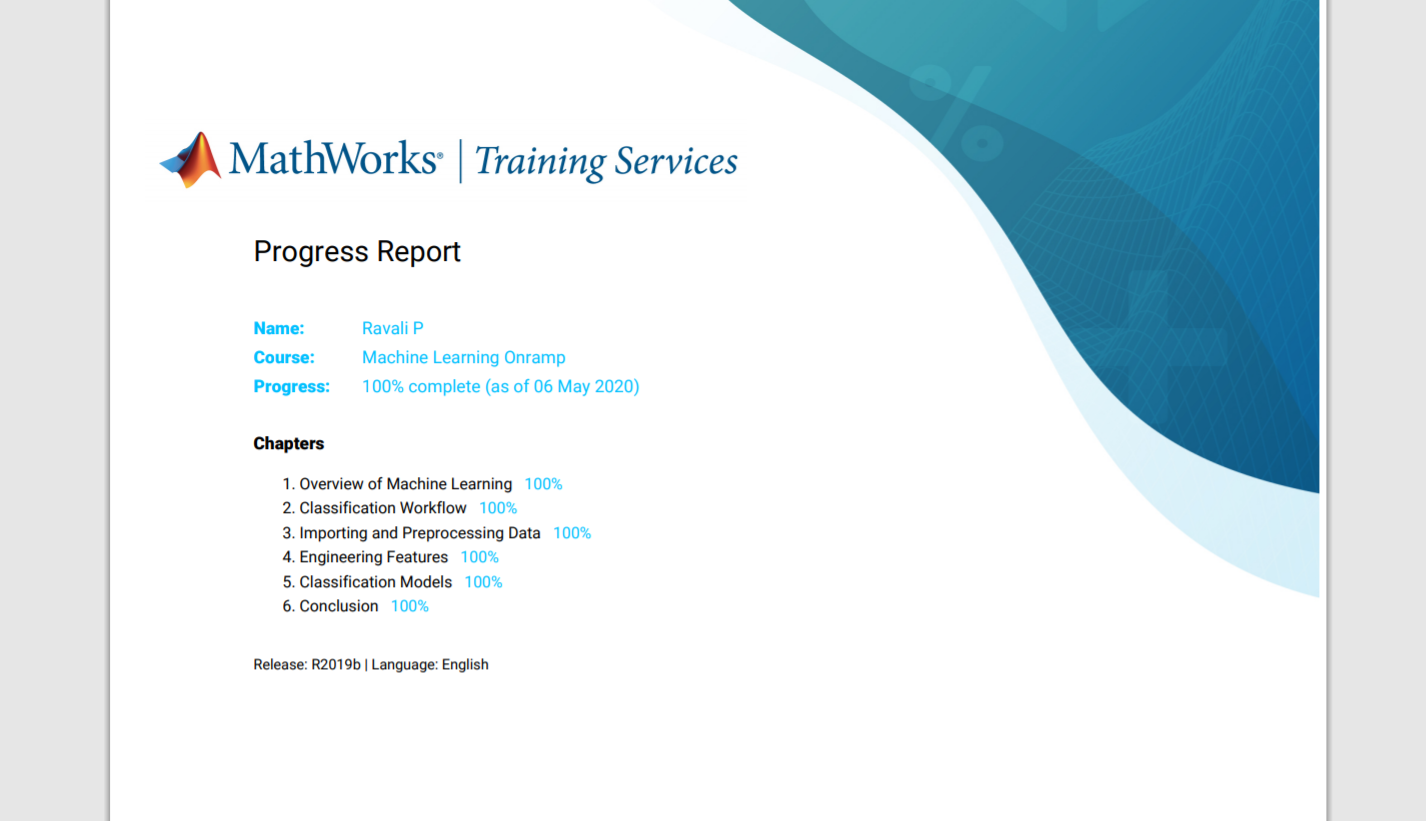 MathWorks® | Training Services
Progress Report
Name: Ravali P
Course: Machine Learning Onramp
Progress: 100% complete (as of 06 May 2020)
Chapters
1. Overview of Machine Learning 100%
2. Classification Workflow 100%
3. Importing and Preprocessing Data 100%
4. Engineering Features 100%
5. Classification Models 100%
6. Conclusion 100%
Release: R2019b | Language: English